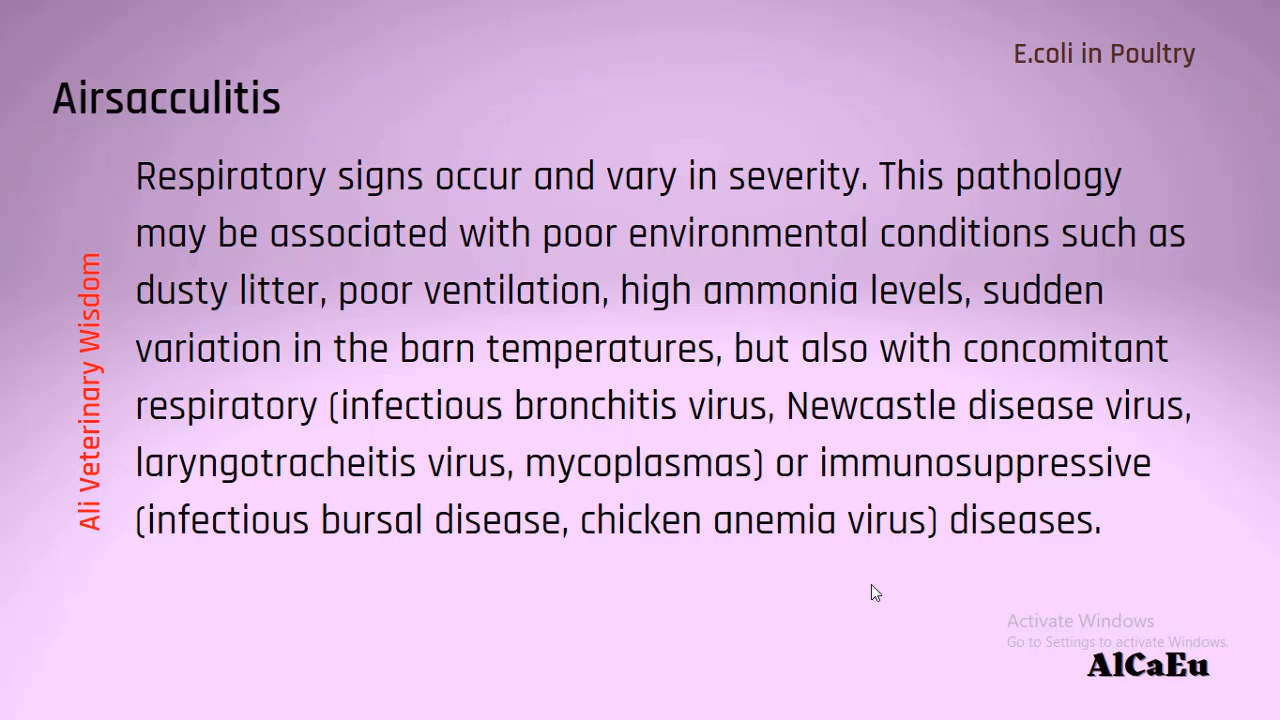 E.coli in Poultry
Airsacculitis
Respiratory signs occur and vary in severity. This pathology
may be associated with poor environmental conditions such as
dusty litter, poor ventilation, high ammonia levels, sudden
variation in the barn temperatures, but also with concomitant
respiratory (infectious bronchitis virus, Newcastle disease virus,
laryngotracheitis virus, mycoplasmas) or immunosuppressive
(infectious bursal disease, chicken anemia virus) diseases.
Ali Veterinary Wisdom
Activate Windows
Go to Settings to activate Windows.
AlCaEu